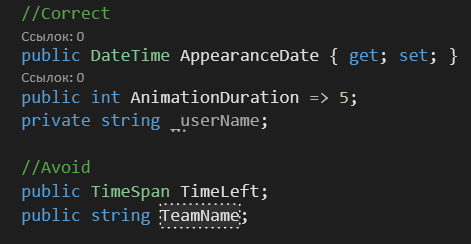 //Correct
Ссылок: 0
public DateTime AppearanceDate { get; set; }
Ссылок: 0
public int AnimationDuration => 5;
private string _userName;
//Avoid
public TimeSpan TimeLeft;
public string TeamName;